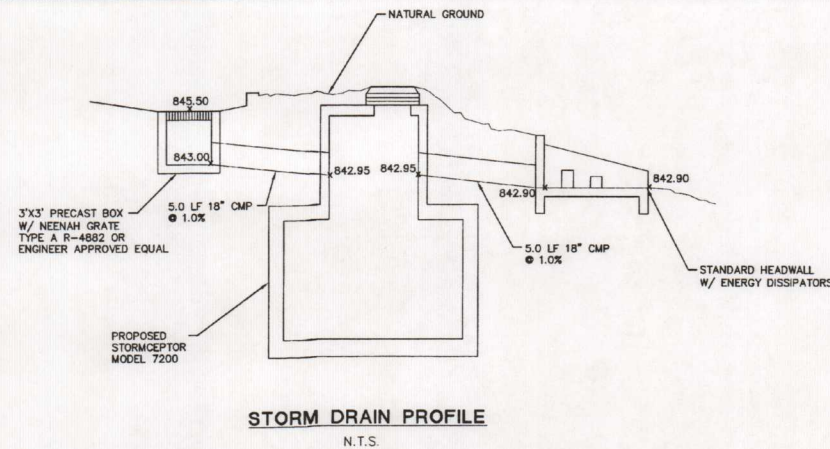 NATURAL GROUND
845.50
843.00
842.95
842.95
842.90
842.90
3'X3' PRECAST BOX
W/ NEENAH GRATE
TYPE A R-4882 OR
ENGINEER APPROVED EQUAL
5.0 LF 18" CMP
@ 1.0%
5.0 LF 18" CMP
@ 1.0%
STANDARD HEADWALL
W/ ENERGY DISSIPATORS
PROPOSED
STORMCEPTOR
MODEL 7200
STORM DRAIN PROFILE
N.T.S.